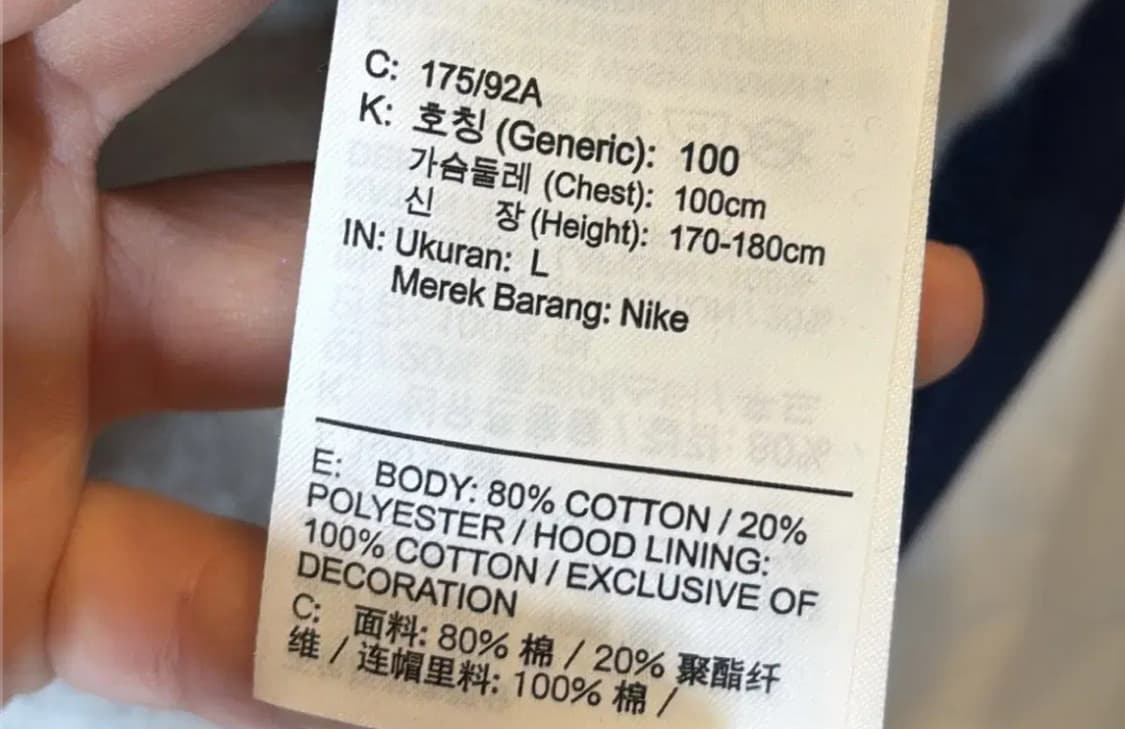 C: 175/92A
K: 호칭 (Generic): 100
가슴둘레 (Chest): 100cm
신 장 (Height): 170-180cm
IN: Ukuran: L
Merek Barang: Nike
E: BODY: 80% COTTON / 20%
POLYESTER / HOOD LINING:
100% COTTON / EXCLUSIVE OF
DECORATION
C: 面料: 80% 棉 / 20% 聚酯纤
维 / 连帽里料: 100% 棉 /